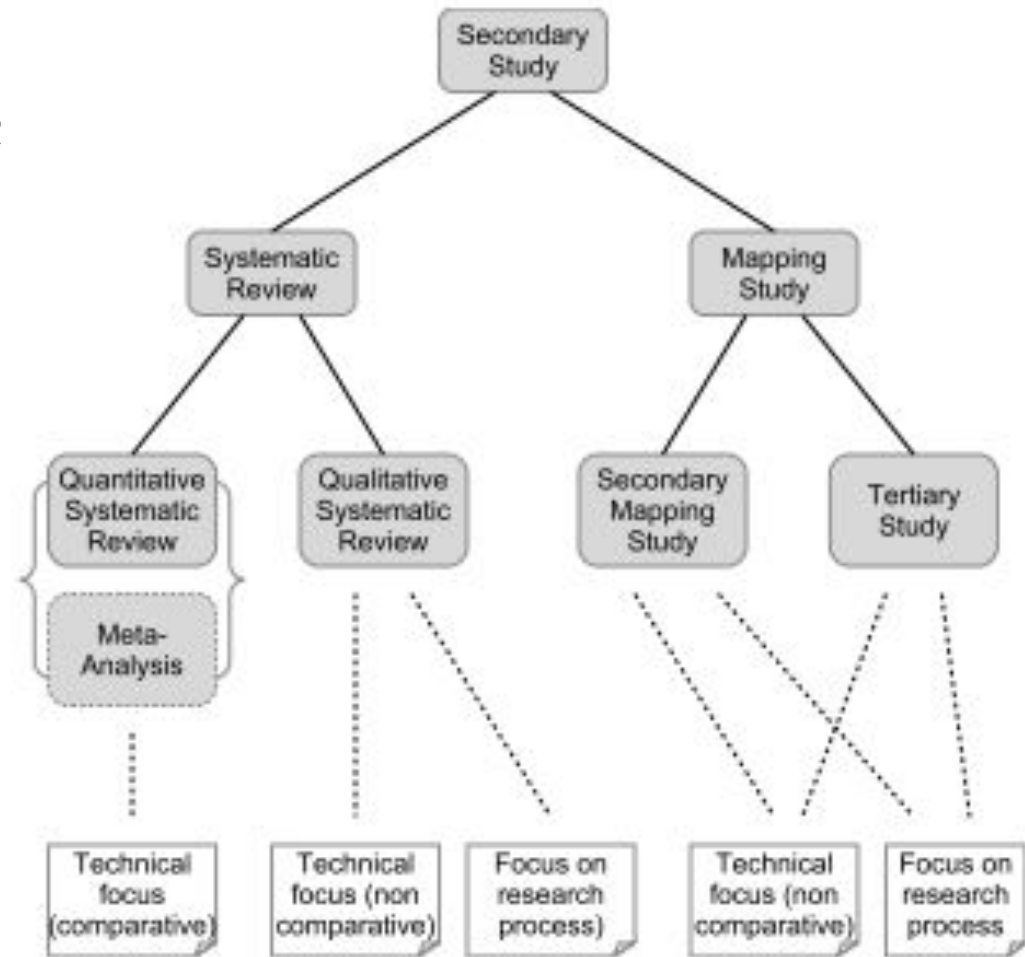 Secondary
Study
Systematic
Review
Mapping
Study
Quantitative
Systematic
Review
Qualitative
Systematic
Review
Secondary
Mapping
Study
Tertiary
Study
Meta-
Analysis
Technical
focus
(comparative)
Technical
focus (non
comparative)
Focus on
research
process)
Technical
focus (non
comparative)
Focus on
research
process